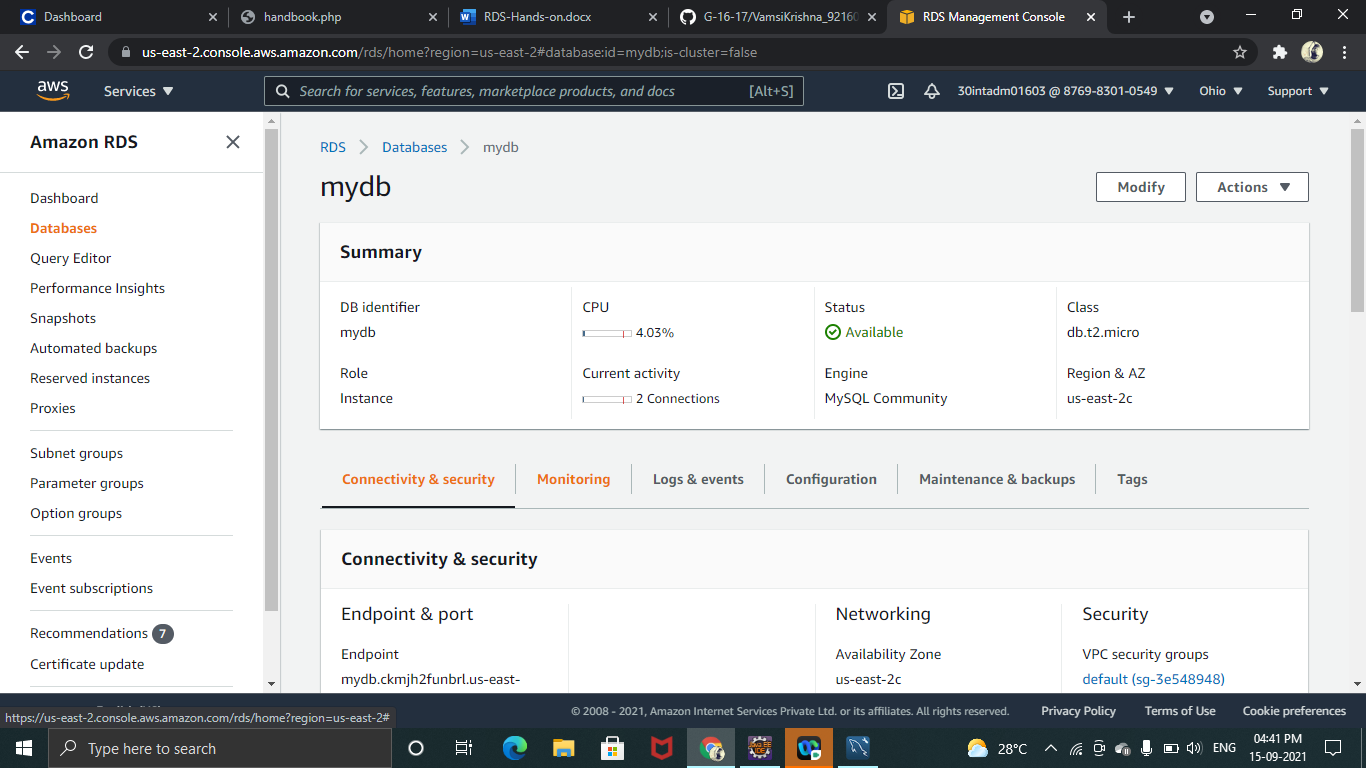 Dashboard
handbook.php
RDS-Hands-on.docx
G-16-17/VamsiKrishna_92160
RDS Management Console
us-east-2.console.aws.amazon.com/rds/home?region=us-east-2#database:id=mydb;is-cluster=false
aws
Services
Search for services, features, marketplace products, and docs
[Alt+S]
30intadm01603 @ 8769-8301-0549
Ohio
Support
Amazon RDS
Dashboard
Databases
Query Editor
Performance Insights
Snapshots
Automated backups
Reserved instances
Proxies
Subnet groups
Parameter groups
Option groups
Events
Event subscriptions
Recommendations 7
Certificate update
RDS > Databases > mydb
mydb
Modify
Actions
Summary
DB identifier
mydb
CPU
4.03%
Status
Available
Class
db.t2.micro
Role
Instance
Current activity
2 Connections
Engine
MySQL Community
Region & AZ
us-east-2c
Connectivity & security
Monitoring
Logs & events
Configuration
Maintenance & backups
Tags
Connectivity & security
Endpoint & port
Endpoint
mydb.ckmjh2funbrl.us-east-
Networking
Availability Zone
us-east-2c
Security
VPC security groups
default (sg-3e548948)
https://us-east-2.console.aws.amazon.com/rds/home?region=us-east-2#
© 2008 - 2021, Amazon Internet Services Private Ltd. or its affiliates. All rights reserved.
Privacy Policy
Terms of Use
Cookie preferences
Type here to search
28°C
ENG
04:41 PM
15-09-2021